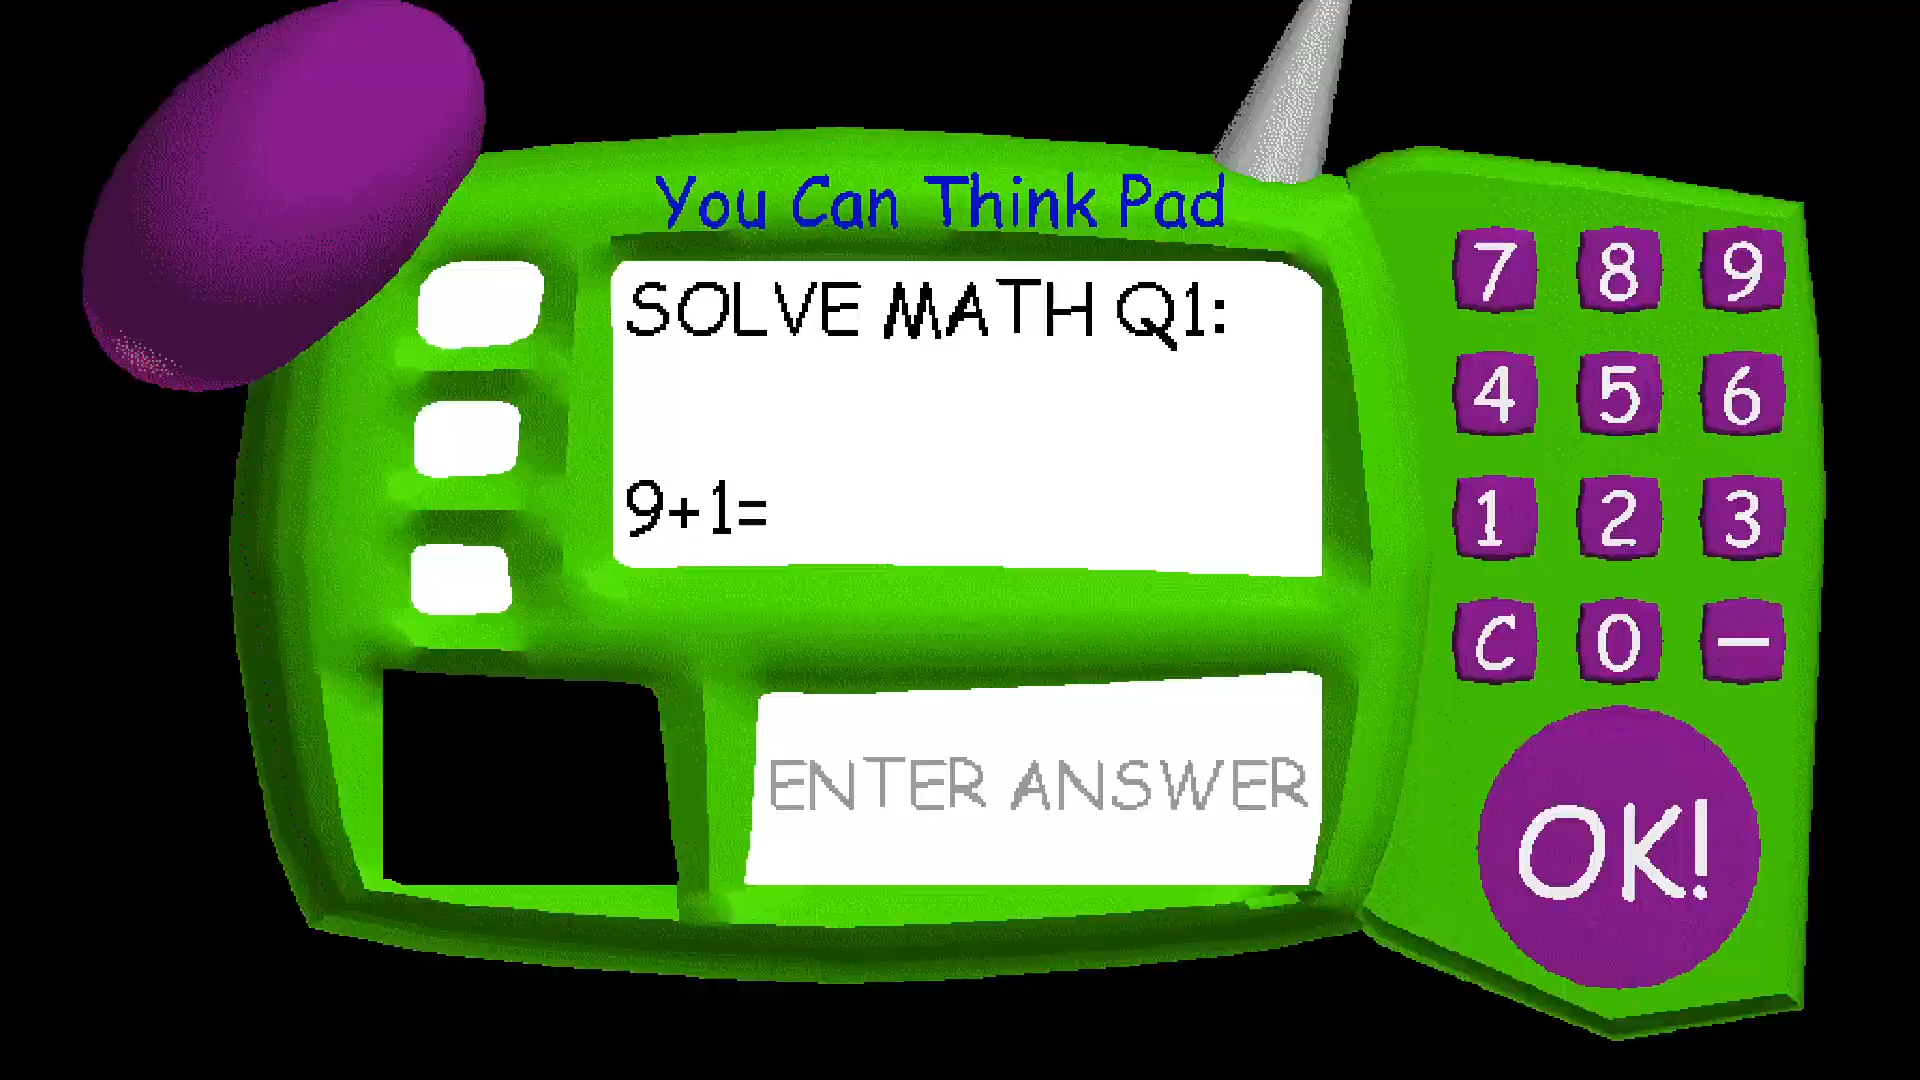 You Can Think Pad
SOLVE MATH Q1:
9+1=
ENTER ANSWER
7 8 9
4 5 6
1 2 3
C 0 –
OK!